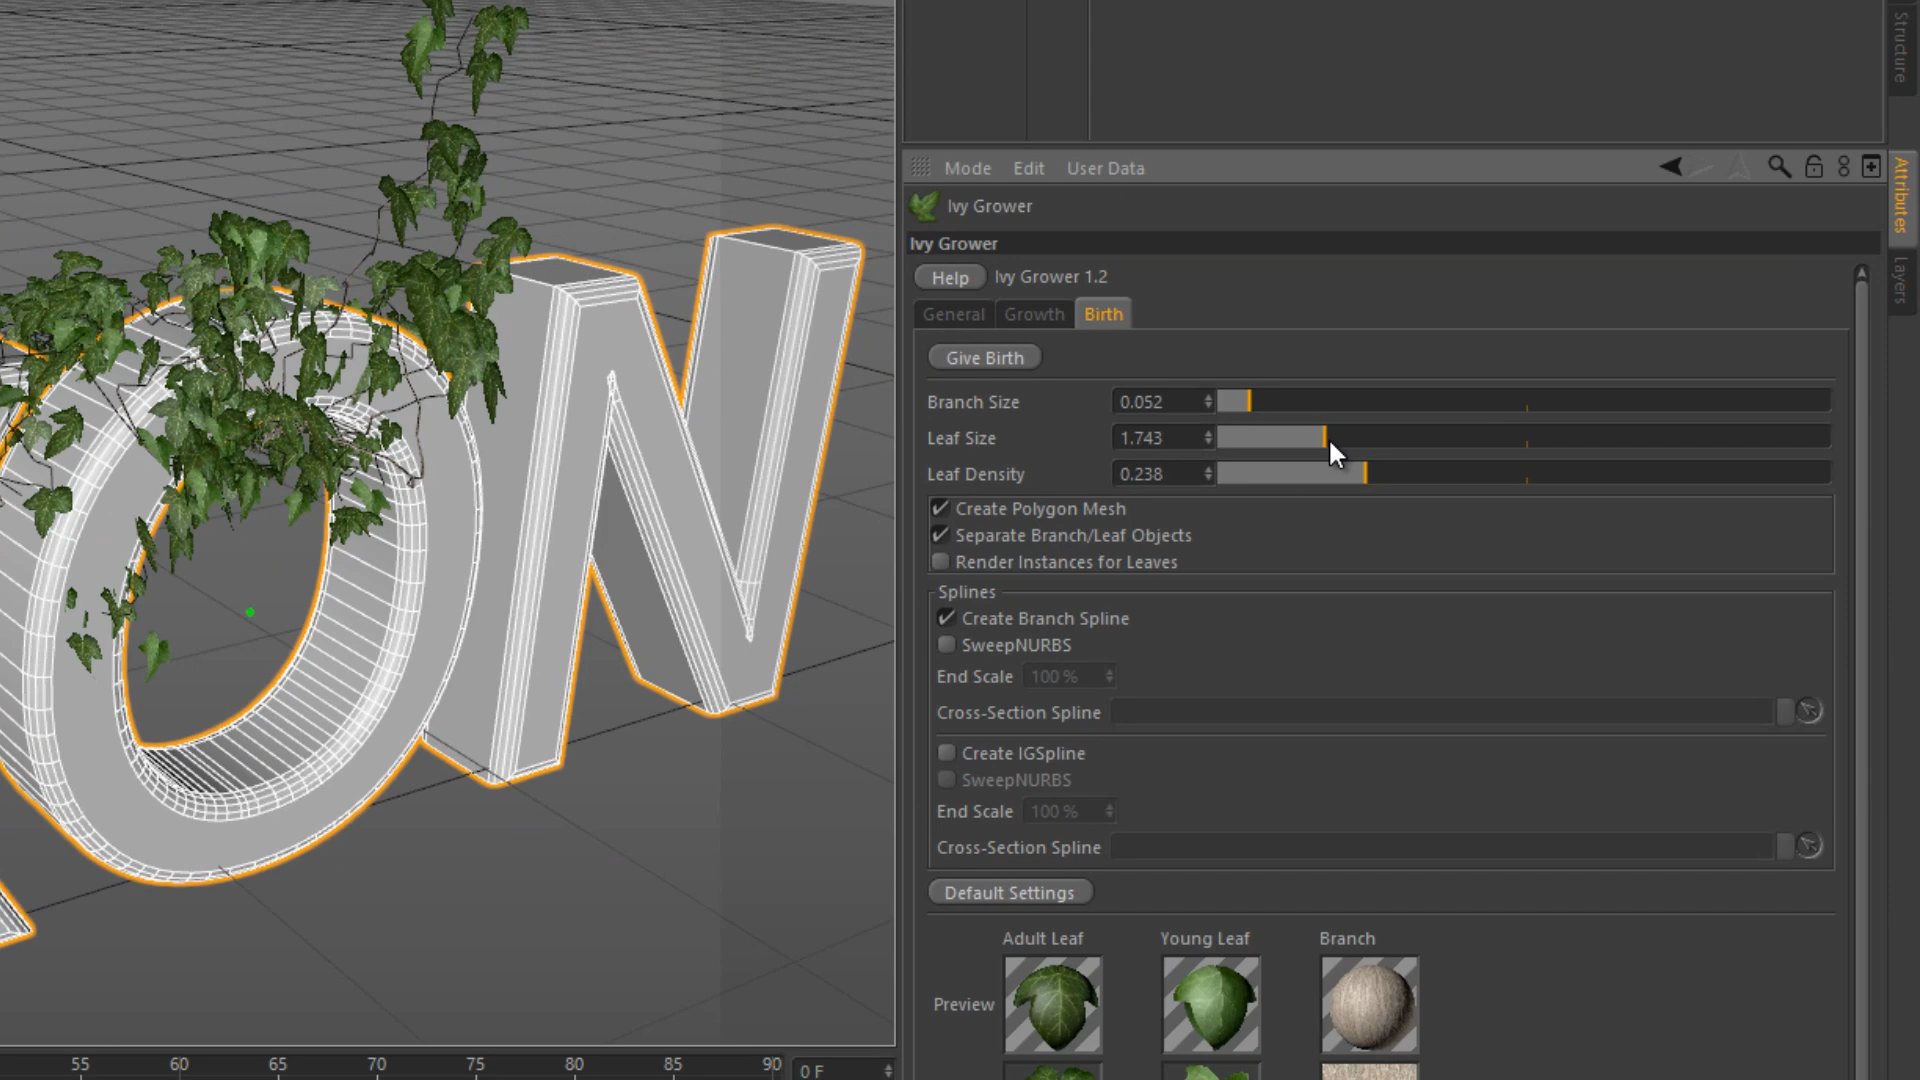 Structure
Mode Edit User Data
Attributes
Layers
Ivy Grower
Ivy Grower
Help Ivy Grower 1.2
General Growth Birth
Give Birth
Branch Size 0.052
Leaf Size 1.743
Leaf Density 0.238
Create Polygon Mesh
Separate Branch/Leaf Objects
Render Instances for Leaves
Splines
Create Branch Spline
SweepNURBS
End Scale 100 %
Cross-Section Spline
Create IGSpline
SweepNURBS
End Scale 100 %
Cross-Section Spline
Default Settings
Adult Leaf Young Leaf Branch
Preview
55 60 65 70 75 80 85 90 0 F